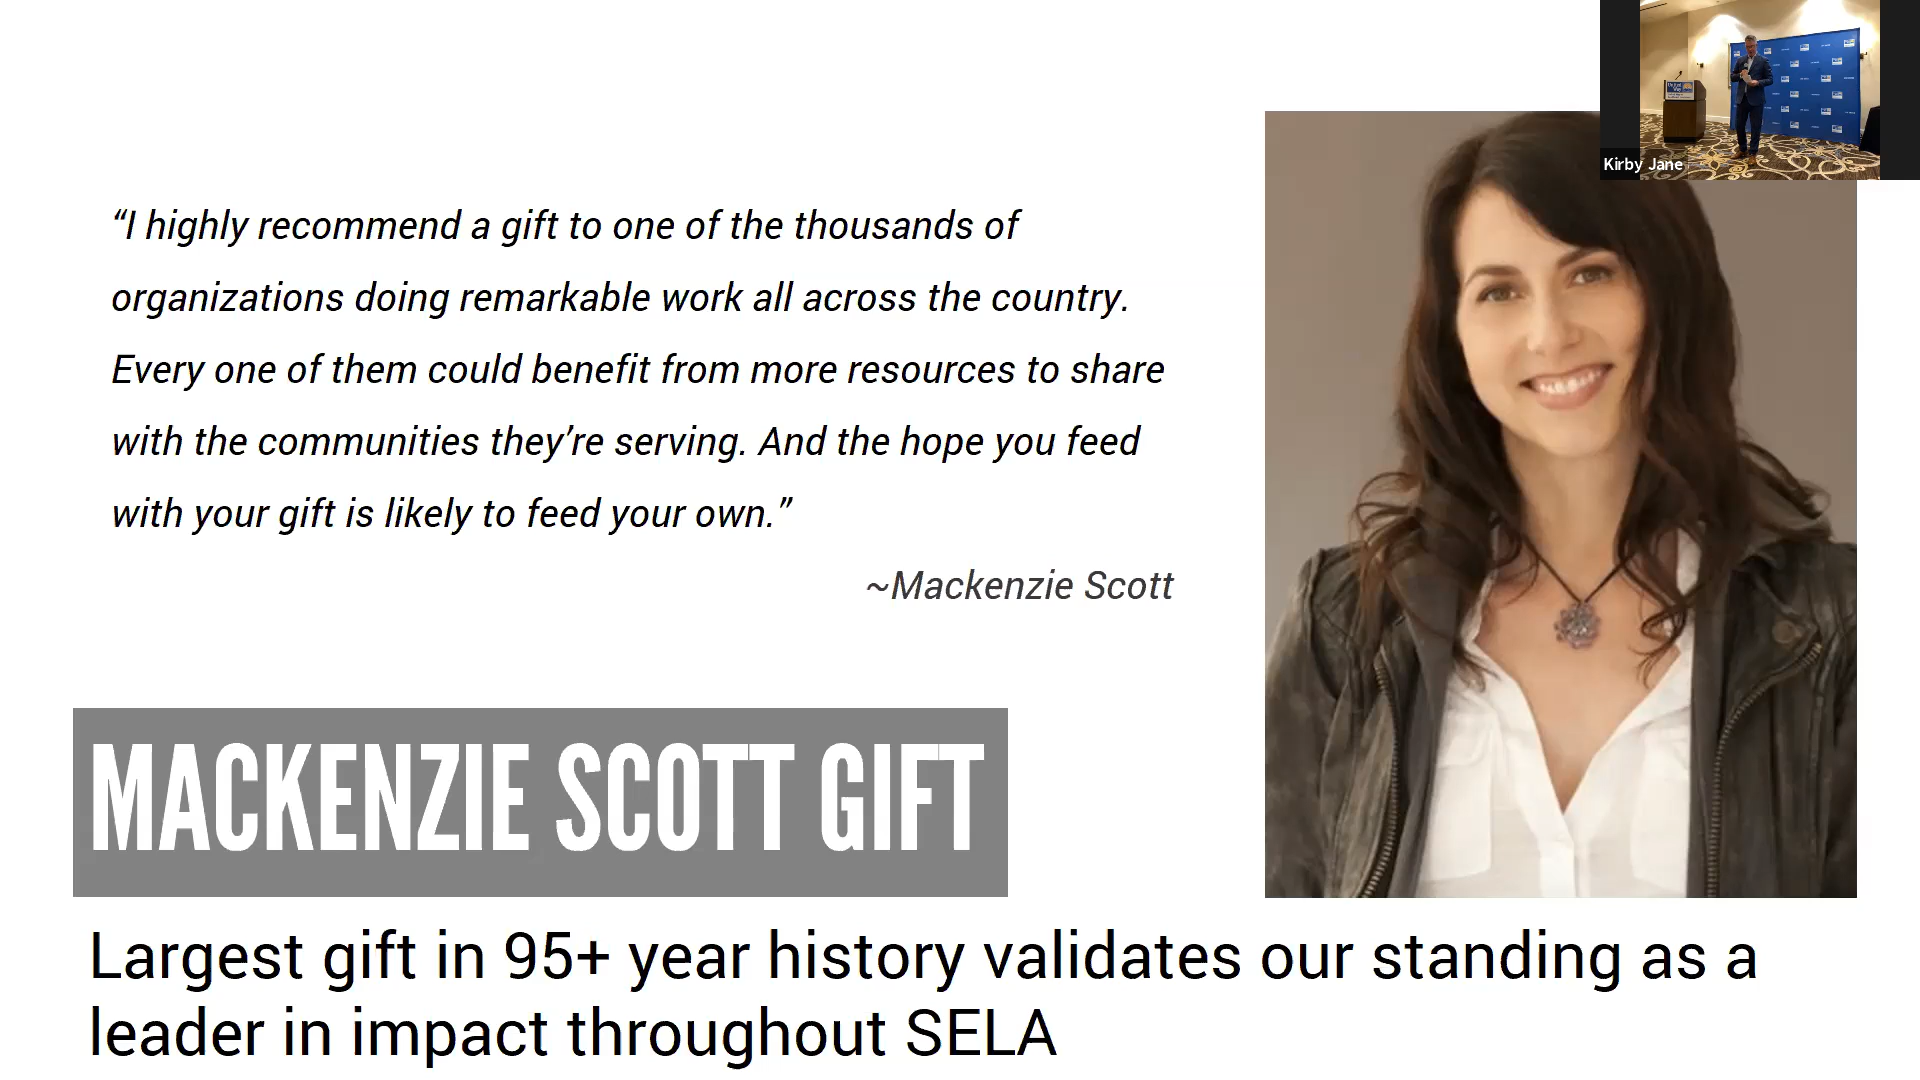 “I highly recommend a gift to one of the thousands of
organizations doing remarkable work all across the country.
Every one of them could benefit from more resources to share
with the communities they’re serving. And the hope you feed
with your gift is likely to feed your own.”
~Mackenzie Scott
MACKENZIE SCOTT GIFT
Largest gift in 95+ year history validates our standing as a
leader in impact throughout SELA
Kirby Jane
United
Way